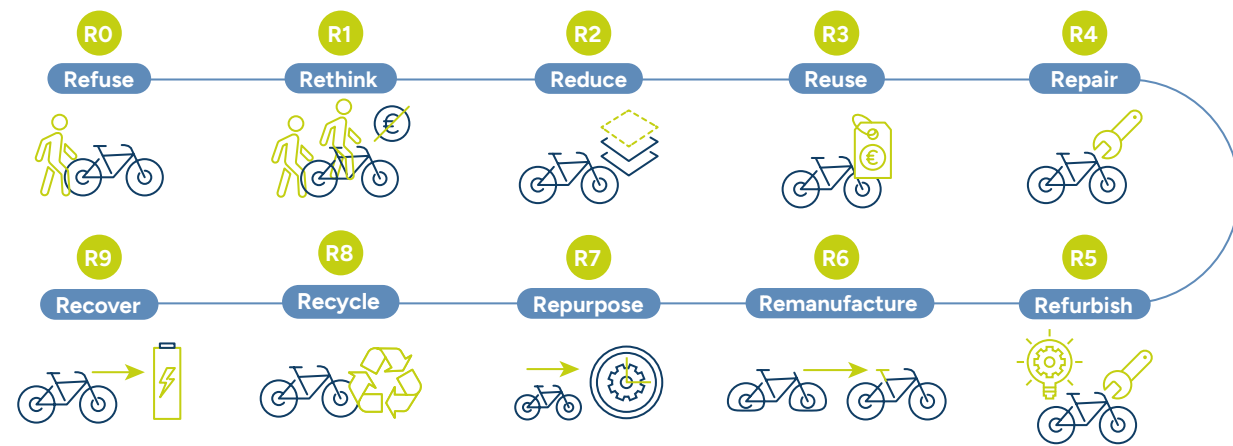 R0
R1
R2
R3
R4
Refuse
Rethink
Reduce
Reuse
Repair
€
€
R9
R8
R7
R6
R5
Recover
Recycle
Repurpose
Remanufacture
Refurbish